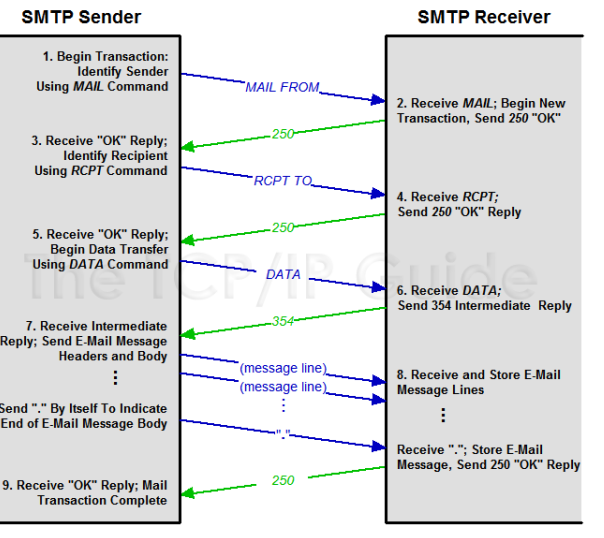 SMTP Sender
SMTP Receiver
1. Begin Transaction:
Identify Sender
Using MAIL Command
MAIL FROM
2. Receive MAIL; Begin New
Transaction, Send 250 "OK"
250
3. Receive "OK" Reply;
Identify Recipient
Using RCPT Command
RCPT TO
4. Receive RCPT;
Send 250 "OK" Reply
250
5. Receive "OK" Reply;
Begin Data Transfer
Using DATA Command
DATA
The TCP/IP Guide
6. Receive DATA;
Send 354 Intermediate Reply
354
7. Receive Intermediate
Reply; Send E-Mail Message
Headers and Body
(message line)
(message line)
8. Receive and Store E-Mail
Message Lines
Send "." By Itself To Indicate
End of E-Mail Message Body
"."
Receive "."; Store E-Mail
Message, Send 250 "OK" Reply
250
9. Receive "OK" Reply; Mail
Transaction Complete